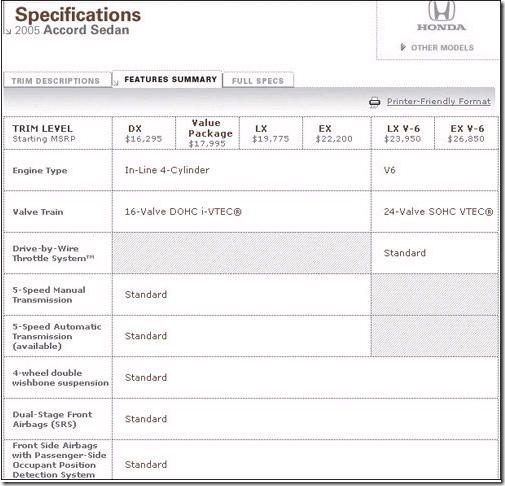 Specifications
2005 Accord Sedan
HONDA
OTHER MODELS
TRIM DESCRIPTIONS
FEATURES SUMMARY
FULL SPECS
Printer-Friendly Format
TRIM LEVEL
Starting MSRP
DX
$16,295
Value
Package
$17,995
LX
$19,775
EX
$22,200
LX V-6
$23,950
EX V-6
$26,850
Engine Type
In-Line 4-Cylinder
V6
Valve Train
16-Valve DOHC i-VTEC®
24-Valve SOHC VTEC®
Drive-by-Wire
Throttle System™
Standard
5-Speed Manual
Transmission
Standard
5-Speed Automatic
Transmission
(available)
Standard
4-wheel double
wishbone suspension
Standard
Dual-Stage Front
Airbags (SRS)
Standard
Front Side Airbags
with Passenger-Side
Occupant Position
Detection System
Standard